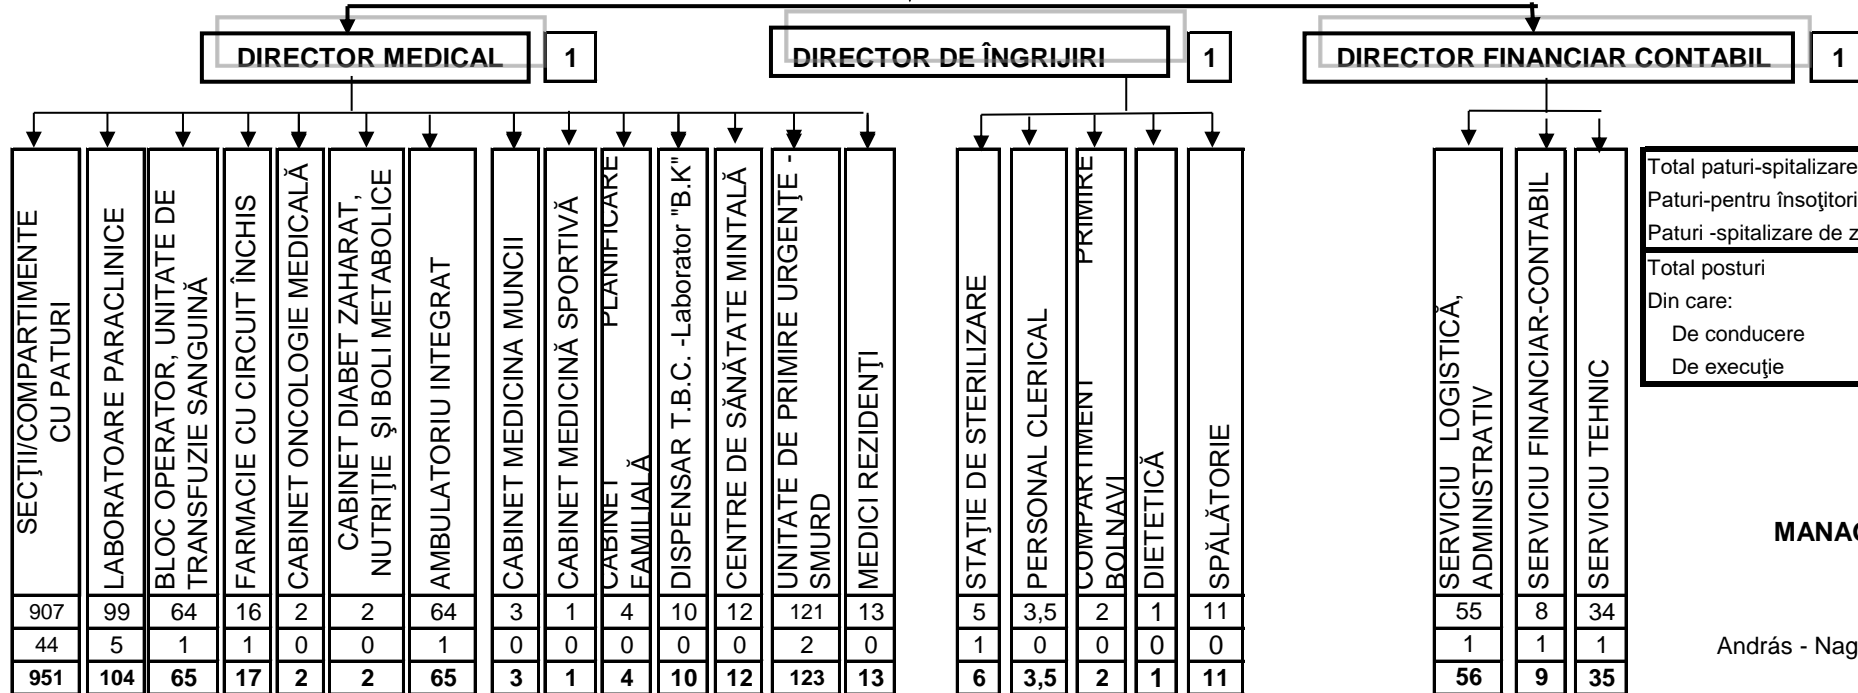 DIRECTOR MEDICAL
1
DIRECTOR DE ÎNGRIJIRI
1
DIRECTOR FINANCIAR CONTABIL
1
SECŢII/COMPARTIMENTE
CU PATURI
LABORATOARE PARACLINICE
BLOC OPERATOR, UNITATE DE
TRANSFUZIE SANGUINĂ
FARMACIE CU CIRCUIT ÎNCHIS
CABINET ONCOLOGIE MEDICALĂ
CABINET DIABET ZAHARAT,
NUTRIŢIE ŞI BOLI METABOLICE
AMBULATORIU INTEGRAT
CABINET MEDICINA MUNCII
CABINET MEDICINĂ SPORTIVĂ
CABINET PLANIFICARE
FAMILIALĂ
DISPENSAR T.B.C. -Laborator "B.K"
CENTRE DE SĂNĂTATE MINTALĂ
UNITATE DE PRIMIRE URGENŢE -
SMURD
MEDICI REZIDENŢI
STAŢIE DE STERILIZARE
PERSONAL CLERICAL
COMPARTIMENT PRIMIRE
BOLNAVI
DIETETICĂ
SPĂLĂTORIE
SERVICIU LOGISTICĂ,
ADMINISTRATIV
SERVICIU FINANCIAR-CONTABIL
SERVICIU TEHNIC
Total paturi-spitalizare
Paturi-pentru însoţitori
Paturi -spitalizare de z
Total posturi
Din care:
De conducere
De execuţie
MANAG
907 99 64 16 2 2 64 3 1 4 10 12 121 13 5 3,5 2 1 11 55 8 34
44 5 1 1 0 0 1 0 0 0 0 0 2 0 1 0 0 0 0 1 1 1
András - Nag
951 104 65 17 2 2 65 3 1 4 10 12 123 13 6 3,5 2 1 11 56 9 35